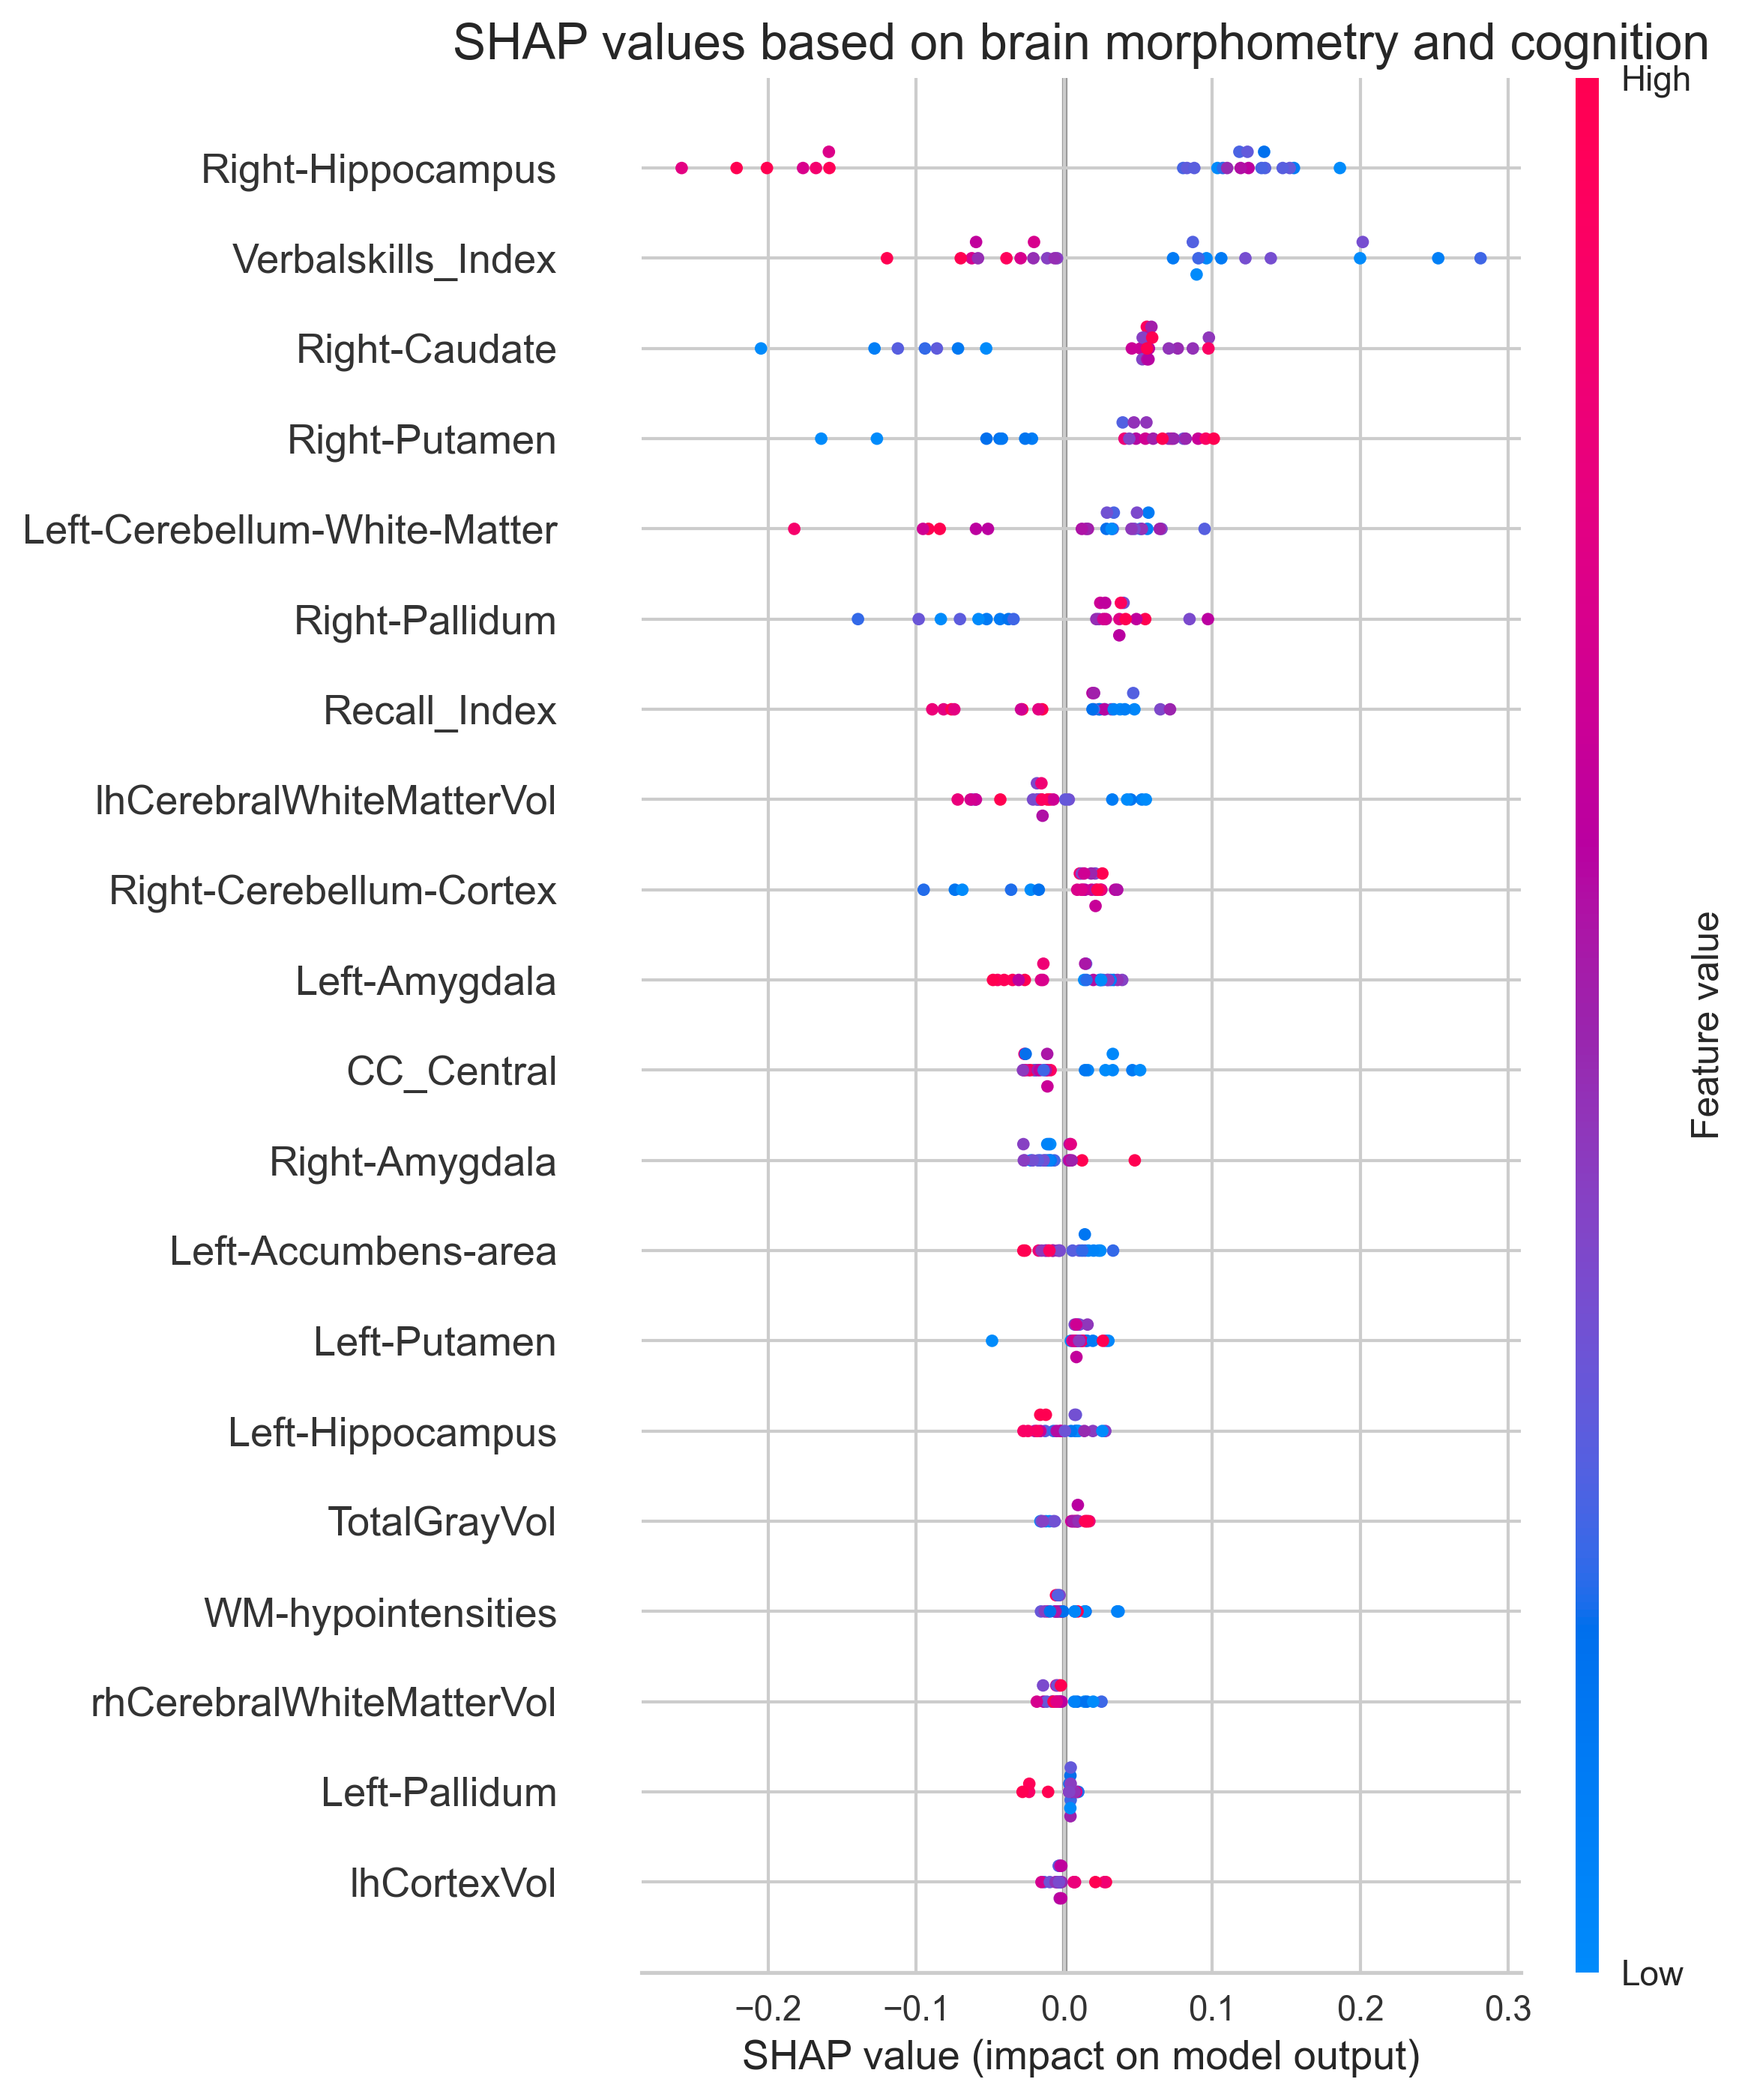 SHAP values based on brain morphometry and cognition
High
Right-Hippocampus
Verbalskills_Index
Right-Caudate
Right-Putamen
Left-Cerebellum-White-Matter
Right-Pallidum
Recall_Index
lhCerebralWhiteMatterVol
Right-Cerebellum-Cortex
Left-Amygdala
CC_Central
Right-Amygdala
Left-Accumbens-area
Left-Putamen
Left-Hippocampus
TotalGrayVol
WM-hypointensities
rhCerebralWhiteMatterVol
Left-Pallidum
lhCortexVol
Feature value
Low
−0.2 −0.1 0.0 0.1 0.2 0.3
SHAP value (impact on model output)